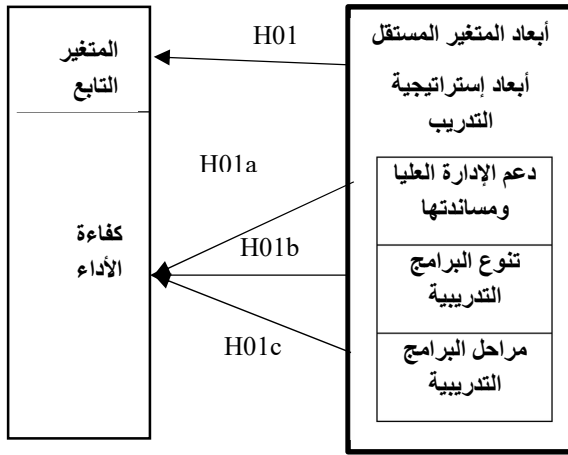 أبعاد المتغير المستقل
أبعاد إستراتيجية
التدريب
دعم الإدارة العليا
ومساندتها
تنوع البرامج
التدريبية
مراحل البرامج
التدريبية
H01
H01a
H01b
H01c
المتغير
التابع
كفاءة
الأداء